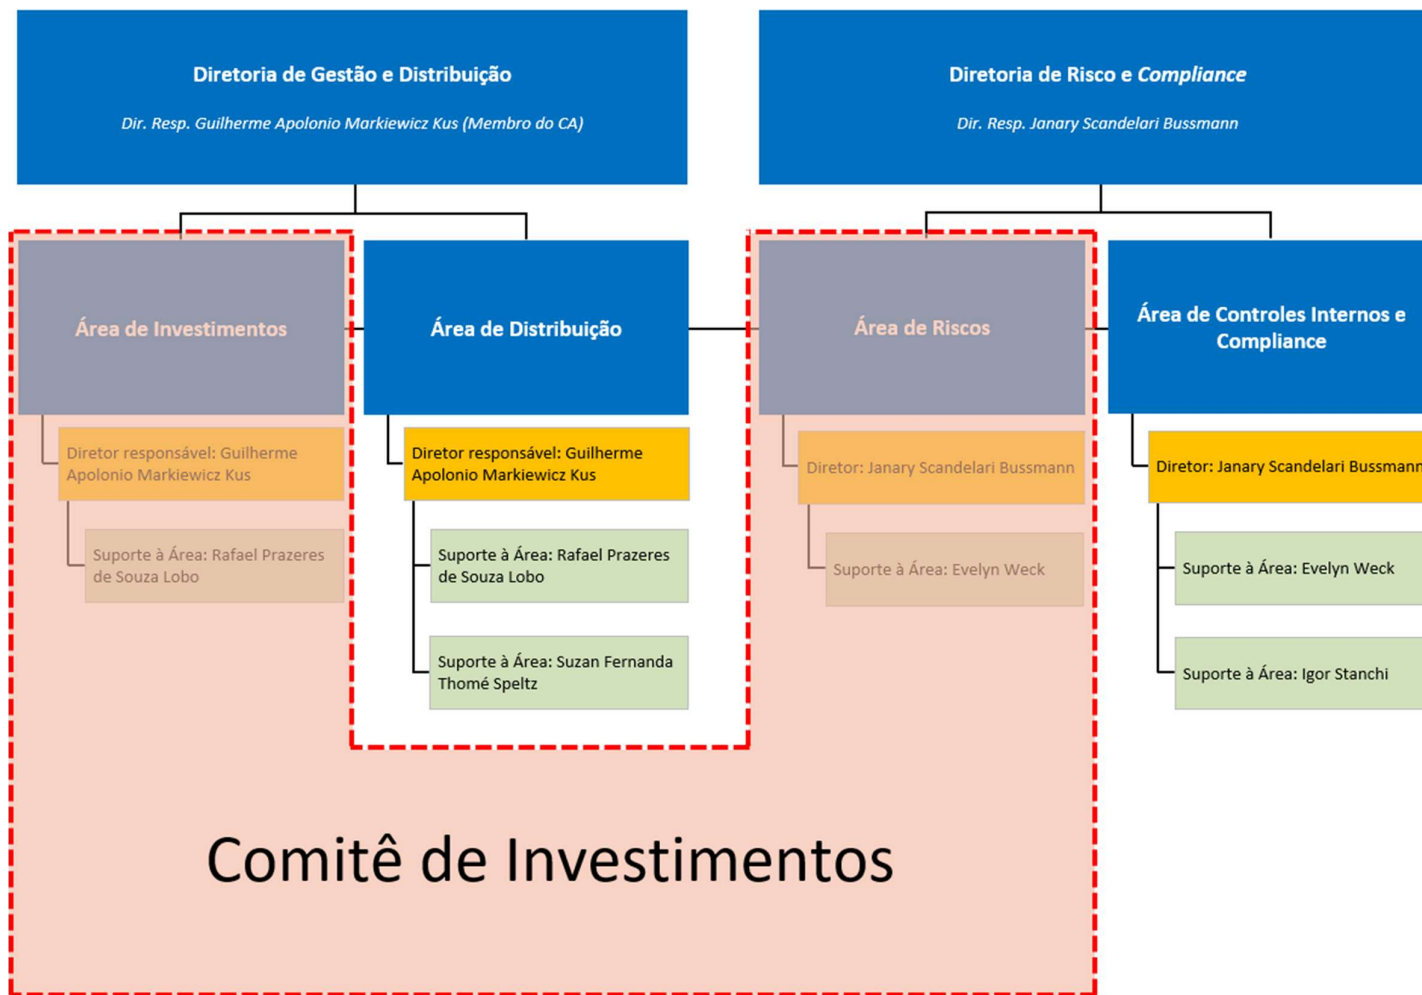 Diretoria de Gestão e Distribuição
Dir. Resp. Guilherme Apolonio Markiewicz Kus (Membro do CA)
Diretoria de Risco e Compliance
Dir. Resp. Janary Scandelari Bussmann
Área de Investimentos
Diretor responsável: Guilherme
Apolonio Markiewicz Kus
Suporte à Área: Rafael Prazeres
de Souza Lobo
Área de Distribuição
Diretor responsável: Guilherme
Apolonio Markiewicz Kus
Suporte à Área: Rafael Prazeres
de Souza Lobo
Suporte à Área: Suzan Fernanda
Thomé Speltz
Área de Riscos
Diretor: Janary Scandelari Bussmann
Suporte à Área: Evelyn Weck
Área de Controles Internos e
Compliance
Diretor: Janary Scandelari Bussmann
Suporte à Área: Evelyn Weck
Suporte à Área: Igor Stanchi
Comitê de Investimentos